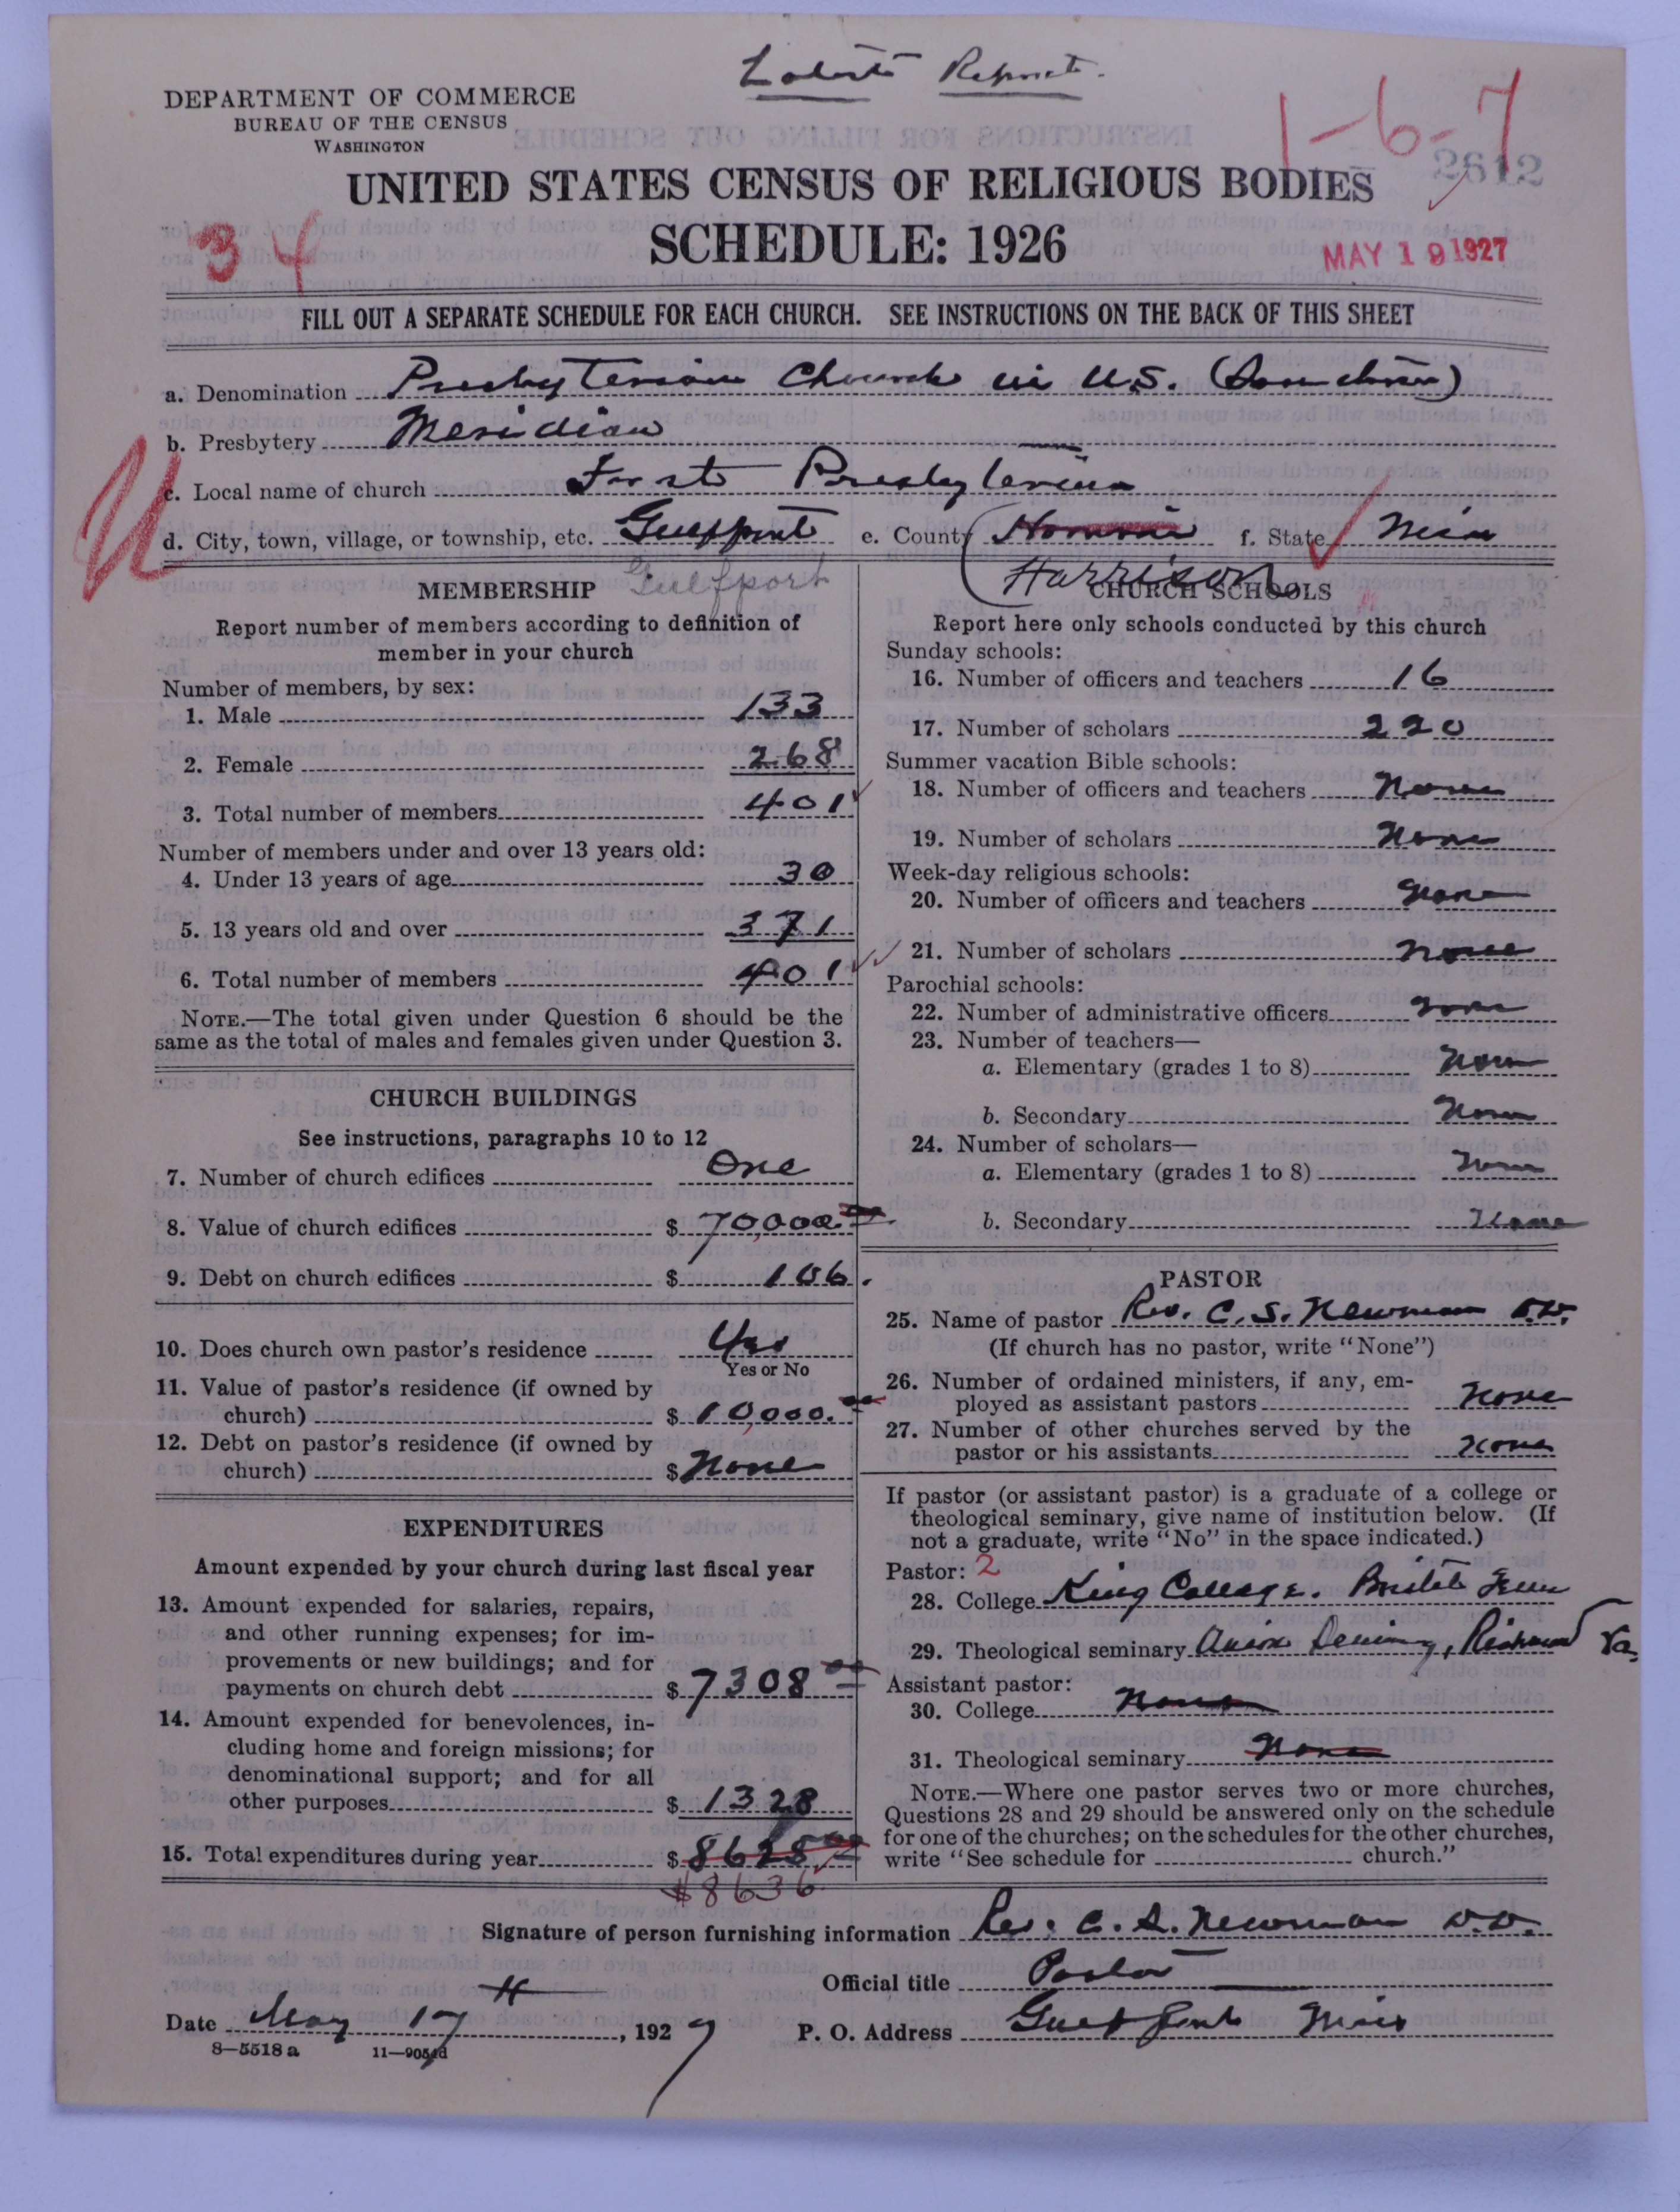 Report.
DEPARTMENT OF COMMERCE
BUREAU OF THE CENSUS
WASHINGTON
1-6-7
2612
UNITED STATES CENSUS OF RELIGIOUS BODIES
34
SCHEDULE: 1926
MAY 19 1927
FILL OUT A SEPARATE SCHEDULE FOR EACH CHURCH. SEE INSTRUCTIONS ON THE BACK OF THIS SHEET
a. Denomination Presbyterian Church in U.S. (Southern)
b. Presbytery Meridian
c. Local name of church First Presbyterian
d. City, town, village, or township, etc. Gulfport e. County f. State Miss
Gulfport Harrison
MEMBERSHIP
Report number of members according to definition of
member in your church
Number of members, by sex:
1. Male 133
2. Female 268
3. Total number of members 401
Number of members under and over 13 years old:
4. Under 13 years of age 30
5. 13 years old and over 371
6. Total number of members 401
NOTE.—The total given under Question 6 should be the
same as the total of males and females given under Question 3.
CHURCH BUILDINGS
See instructions, paragraphs 10 to 12
7. Number of church edifices One
8. Value of church edifices $ 70,000.00
9. Debt on church edifices $ 106.
10. Does church own pastor's residence Yes
Yes or No
11. Value of pastor's residence (if owned by
church) $ 10,000.00
12. Debt on pastor's residence (if owned by
church) $ None
EXPENDITURES
Amount expended by your church during last fiscal year
13. Amount expended for salaries, repairs,
and other running expenses; for im-
provements or new buildings; and for
payments on church debt $ 7308 00
14. Amount expended for benevolences, in-
cluding home and foreign missions; for
denominational support; and for all
other purposes $ 1328
15. Total expenditures during year $ 8625 00
$8636
CHURCH SCHOOLS
Report here only schools conducted by this church
Sunday schools:
16. Number of officers and teachers 16
17. Number of scholars 220
Summer vacation Bible schools:
18. Number of officers and teachers None
19. Number of scholars None
Week-day religious schools:
20. Number of officers and teachers None
21. Number of scholars None
Parochial schools:
22. Number of administrative officers None
23. Number of teachers—
a. Elementary (grades 1 to 8) None
b. Secondary None
24. Number of scholars—
a. Elementary (grades 1 to 8) None
b. Secondary None
PASTOR
25. Name of pastor Rev. C. S. Newman D.D.
(If church has no pastor, write "None")
26. Number of ordained ministers, if any, em-
ployed as assistant pastors None
27. Number of other churches served by the
pastor or his assistants None
If pastor (or assistant pastor) is a graduate of a college or
theological seminary, give name of institution below. (If
not a graduate, write "No" in the space indicated.)
Pastor: 2
28. College King College. Bristol Tenn
29. Theological seminary Union Seminary, Richmond Va.
Assistant pastor:
30. College None
31. Theological seminary None
NOTE.—Where one pastor serves two or more churches,
Questions 28 and 29 should be answered only on the schedule
for one of the churches; on the schedules for the other churches,
write "See schedule for church."
Signature of person furnishing information Rev. C. S. Newman D.D.
Official title Pastor
Date May 17, 1927 P. O. Address Gulfport Miss
8—5518a 11—9054d